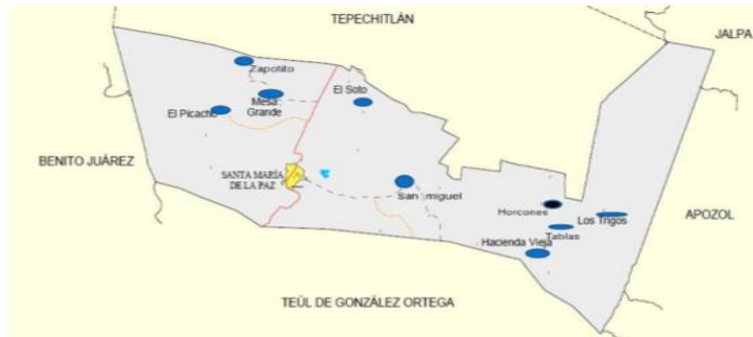 TEPECHITLÁN
JALPA
Zapotito
El Soto
Mesa
Grande
El Picacho
BENITO JUÁREZ
SANTA MARÍA
DE LA PAZ
San miguel
Horcones
Los Trigos
APOZOL
Tablas
Hacienda Vieja
TEÚL DE GONZÁLEZ ORTEGA